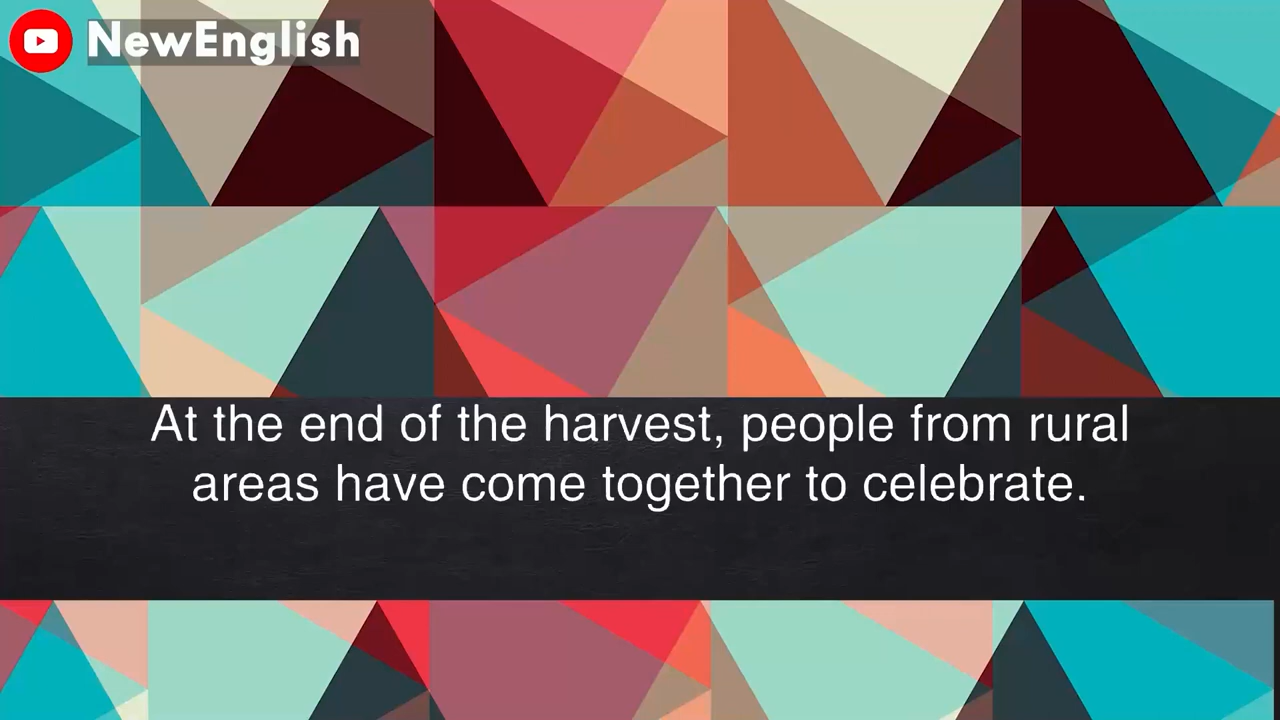 NewEnglish
At the end of the harvest, people from rural
areas have come together to celebrate.